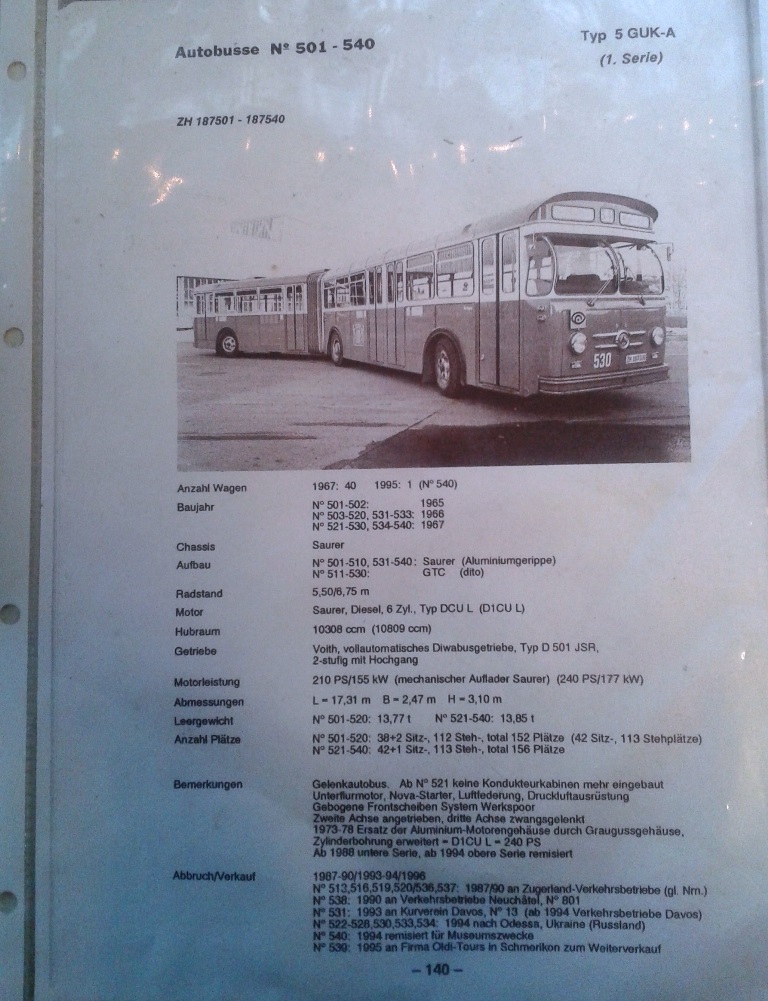 Autobusse Nº 501 - 540
Typ 5 GUK-A
(1. Serie)
ZH 187501 - 187540
530
Anzahl Wagen 1967: 40 1995: 1 (Nº 540)
Baujahr Nº 501-502: 1965
Nº 503-520, 531-533: 1966
Nº 521-530, 534-540: 1967
Chassis Saurer
Aufbau Nº 501-510, 531-540: Saurer (Aluminiumgerippe)
Nº 511-530: GTC (dito)
Radstand 5,50/6,75 m
Motor Saurer, Diesel, 6 Zyl., Typ DCU L (D1CU L)
Hubraum 10308 ccm (10809 ccm)
Getriebe Voith, vollautomatisches Diwabusgetriebe, Typ D 501 JSR,
2-stufig mit Hochgang
Motorleistung 210 PS/155 kW (mechanischer Auflader Saurer) (240 PS/177 kW)
Abmessungen L = 17,31 m B = 2,47 m H = 3,10 m
Leergewicht Nº 501-520: 13,77 t Nº 521-540: 13,85 t
Anzahl Plätze Nº 501-520: 38+2 Sitz-, 112 Steh-, total 152 Plätze (42 Sitz-, 113 Stehplätze)
Nº 521-540: 42+1 Sitz-, 113 Steh-, total 156 Plätze
Bemerkungen Gelenkautobus. Ab Nº 521 keine Kondukteurkabinen mehr eingebaut
Unterflurmotor, Nova-Starter, Luftfederung, Druckluftausrüstung
Gebogene Frontscheiben System Werkspoor
Zweite Achse angetrieben, dritte Achse zwangsgelenkt
1973-78 Ersatz der Aluminium-Motorengehäuse durch Graugussgehäuse,
Zylinderbohrung erweitert = D1CU L = 240 PS
Ab 1988 untere Serie, ab 1994 obere Serie remisiert
Abbruch/Verkauf 1987-90/1993-94/1996
Nº 513,516,519,520/536,537: 1987/90 an Zugerland-Verkehrsbetriebe (gl. Nrn.)
Nº 538: 1990 an Verkehrsbetriebe Neuchâtel, Nº 801
Nº 531: 1993 an Kurverein Davos, Nº 13 (ab 1994 Verkehrsbetriebe Davos)
Nº 522-528,530,533,534: 1994 nach Odessa, Ukraine (Russland)
Nº 540: 1994 remisiert für Museumszwecke
Nº 539: 1995 an Firma Oldi-Tours in Schmerikon zum Weiterverkauf
– 140 –